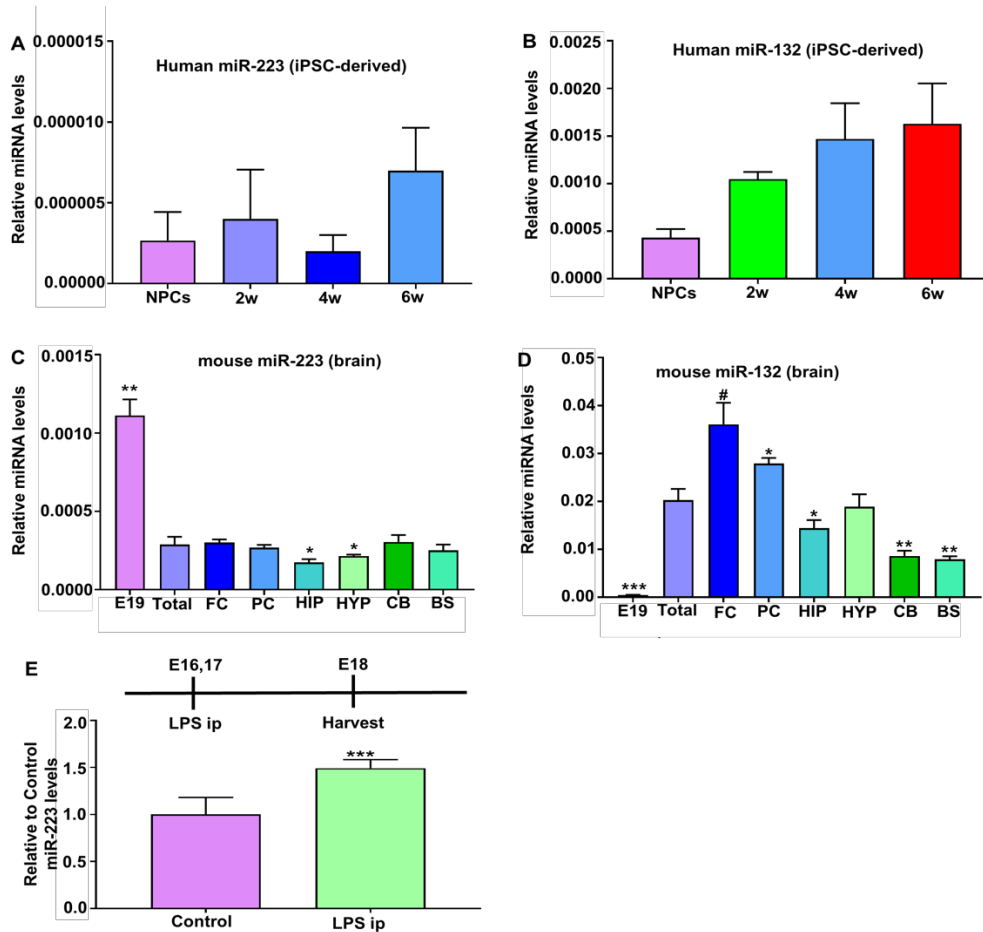 A
Human miR-223 (iPSC-derived)
Relative miRNA levels
0.000015
0.000010
0.000005
0.00000
NPCs 2w 4w 6w
B
Human miR-132 (iPSC-derived)
Relative miRNA levels
0.0025
0.0020
0.0015
0.0010
0.0005
0.0000
NPCs 2w 4w 6w
C
mouse miR-223 (brain)
Relative miRNA levels
0.0015
0.0010
0.0005
0.0000
** * *
E19 Total FC PC HIP HYP CB BS
D
mouse miR-132 (brain)
Relative miRNA levels
0.05
0.04
0.03
0.02
0.01
0.00
*** # * * ** **
E19 Total FC PC HIP HYP CB BS
E
E16,17 E18
LPS ip Harvest
Relative to Control
miR-223 levels
2.0
1.5
1.0
0.5
0.0
***
Control LPS ip